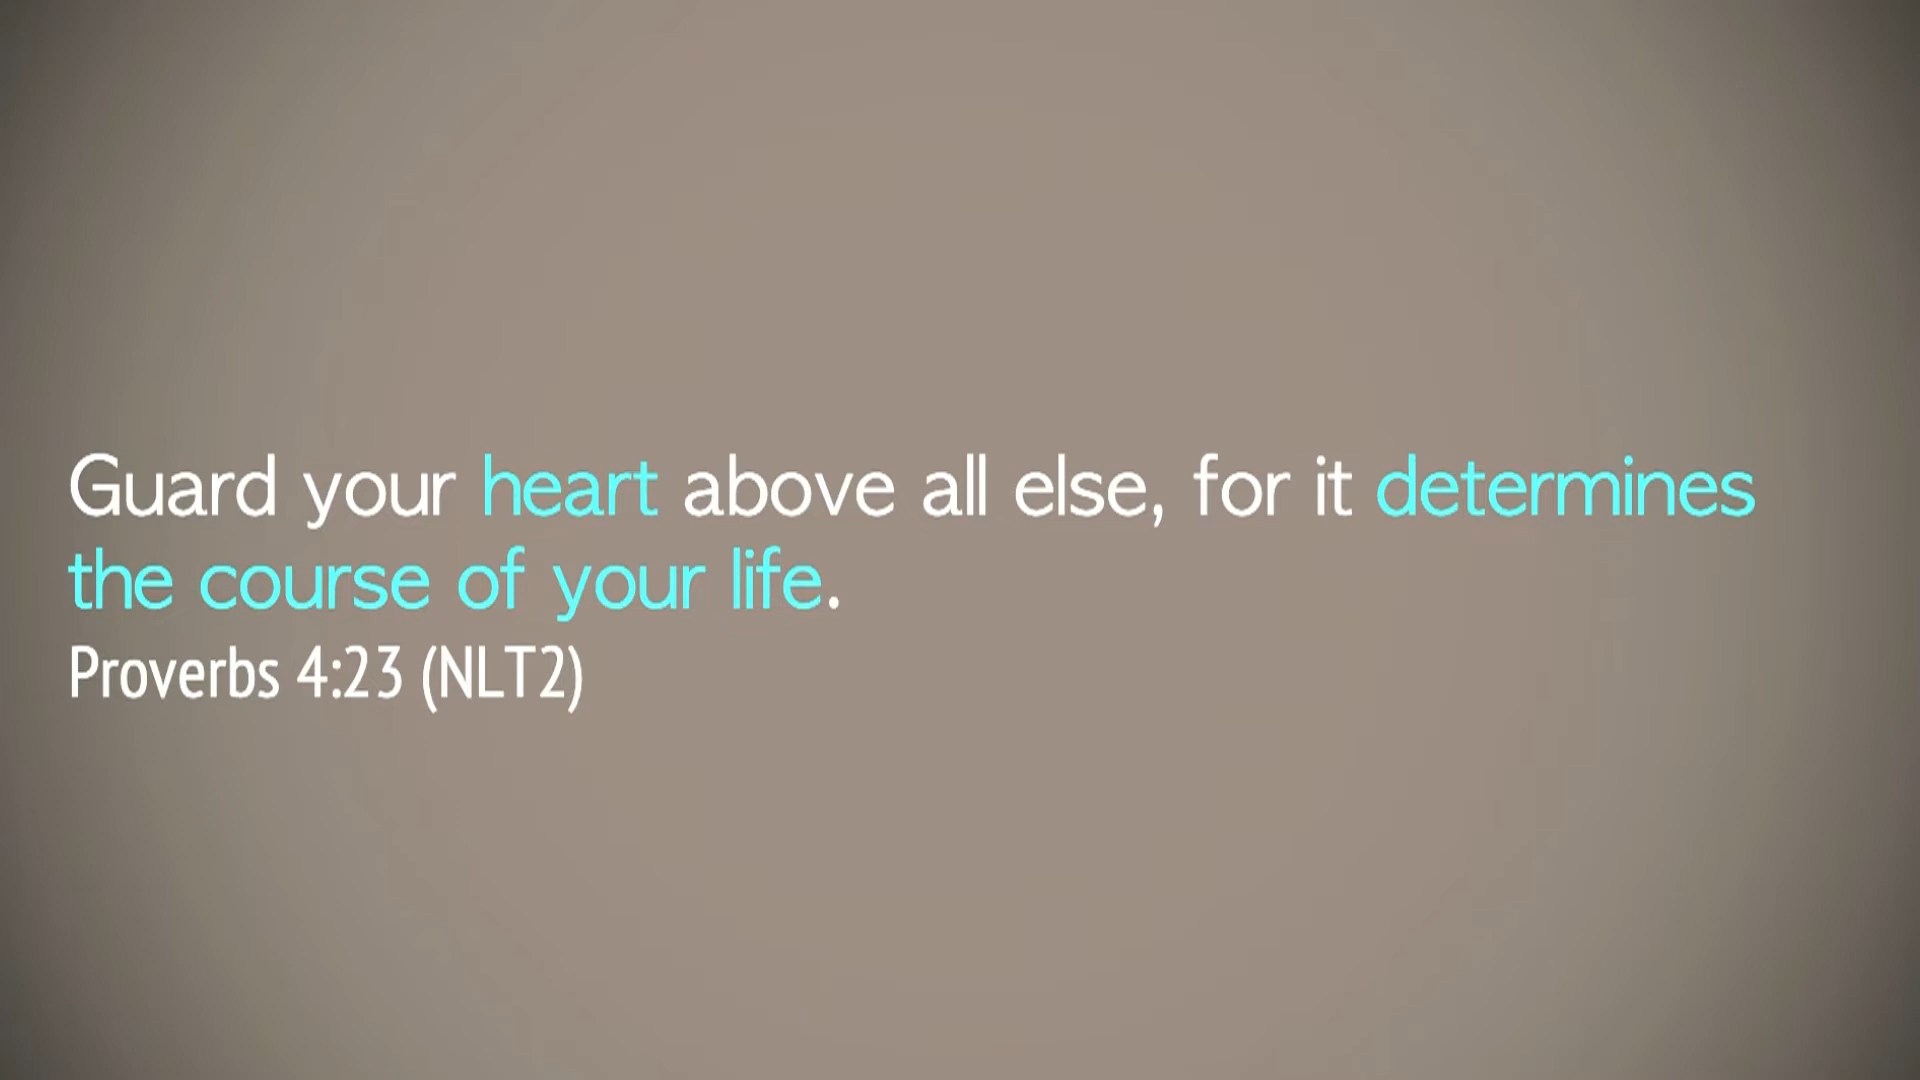 Guard your heart above all else, for it determines
the course of your life.
Proverbs 4:23 (NLT2)